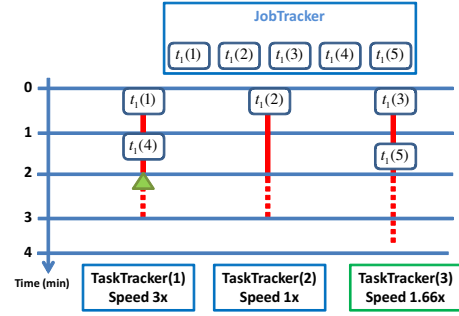 JobTracker
t₁(1) t₁(2) t₁(3) t₁(4) t₁(5)
0 t₁(1) t₁(2) t₁(3)
1
t₁(4) t₁(5)
2
3
4
Time (min)
TaskTracker(1) TaskTracker(2) TaskTracker(3)
Speed 3x Speed 1x Speed 1.66x